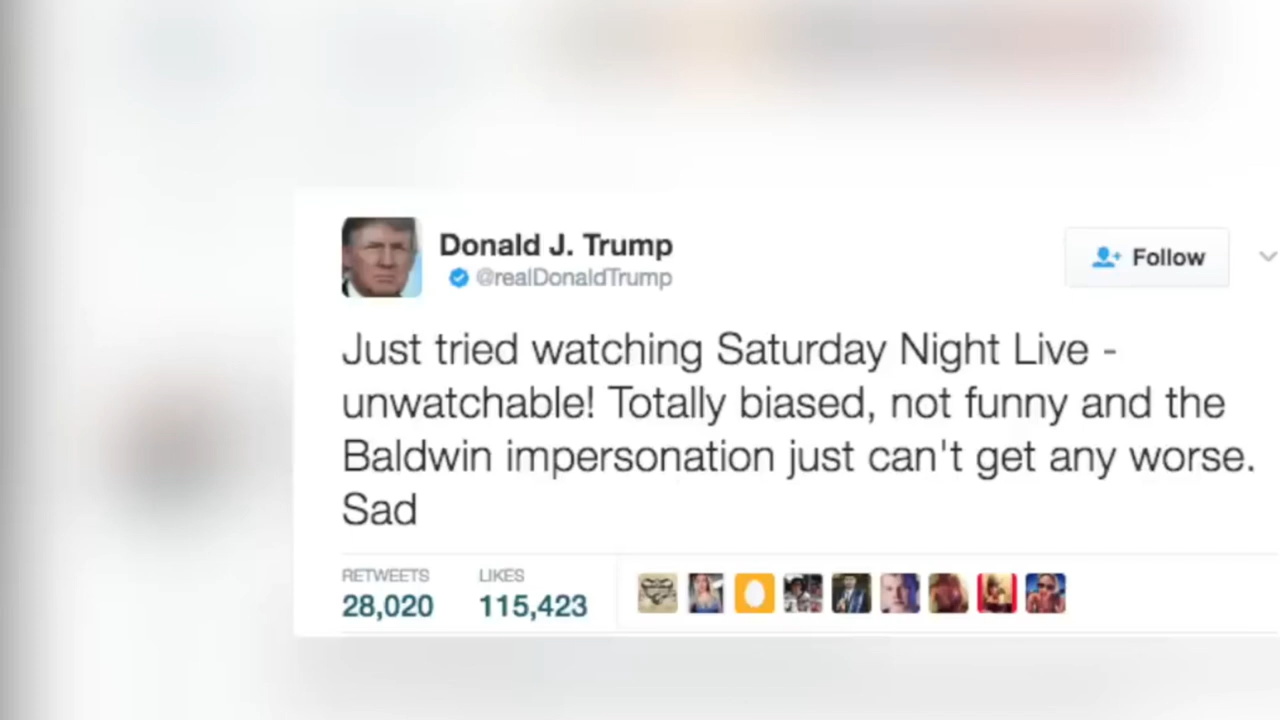 Donald J. Trump
@realDonaldTrump
Follow
Just tried watching Saturday Night Live -
unwatchable! Totally biased, not funny and the
Baldwin impersonation just can't get any worse.
Sad
RETWEETS LIKES
28,020 115,423